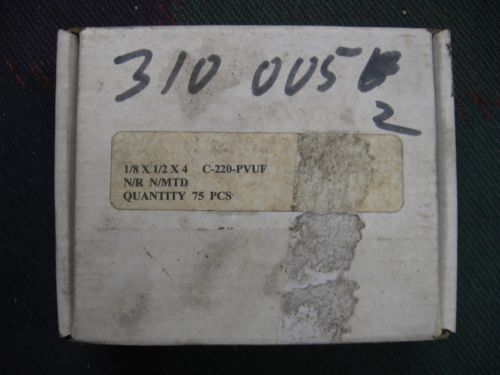 310 005
2
1/8 X 1/2 X 4 C-220-PVUF
N/R N/MTD
QUANTITY 75 PCS